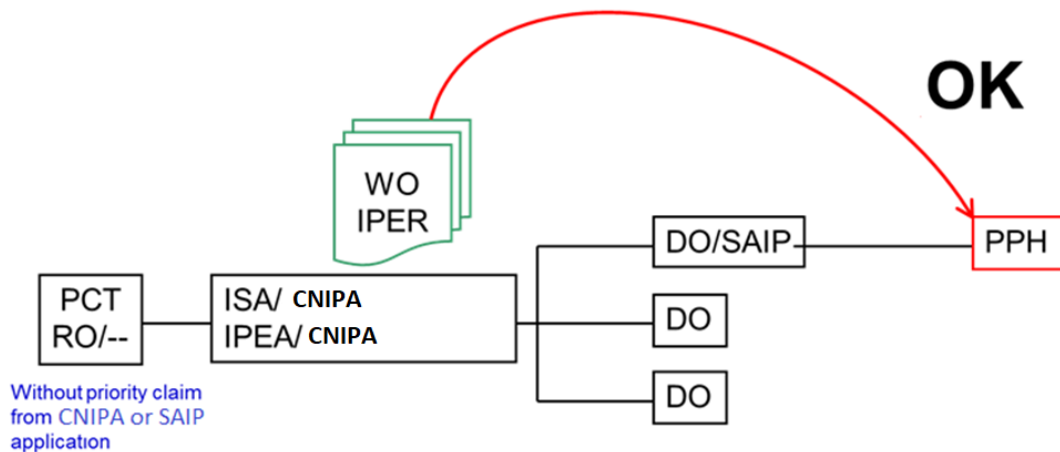 OK
WO
IPER
DO/SAIP
PPH
PCT
RO/--
ISA/ CNIPA
IPEA/ CNIPA
DO
DO
Without priority claim
from CNIPA or SAIP
application